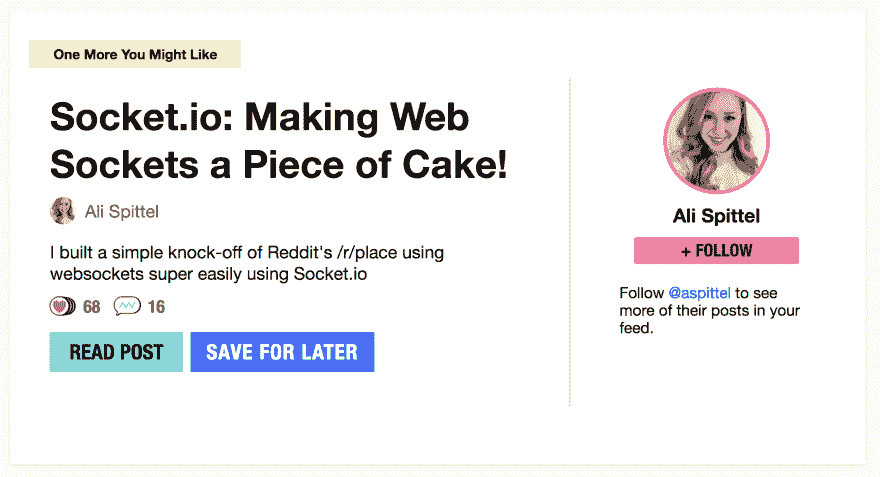 One More You Might Like
Socket.io: Making Web
Sockets a Piece of Cake!
Ali Spittel
I built a simple knock-off of Reddit's /r/place using
websockets super easily using Socket.io
68 16
READ POST SAVE FOR LATER
Ali Spittel
+ FOLLOW
Follow @aspittel to see
more of their posts in your
feed.